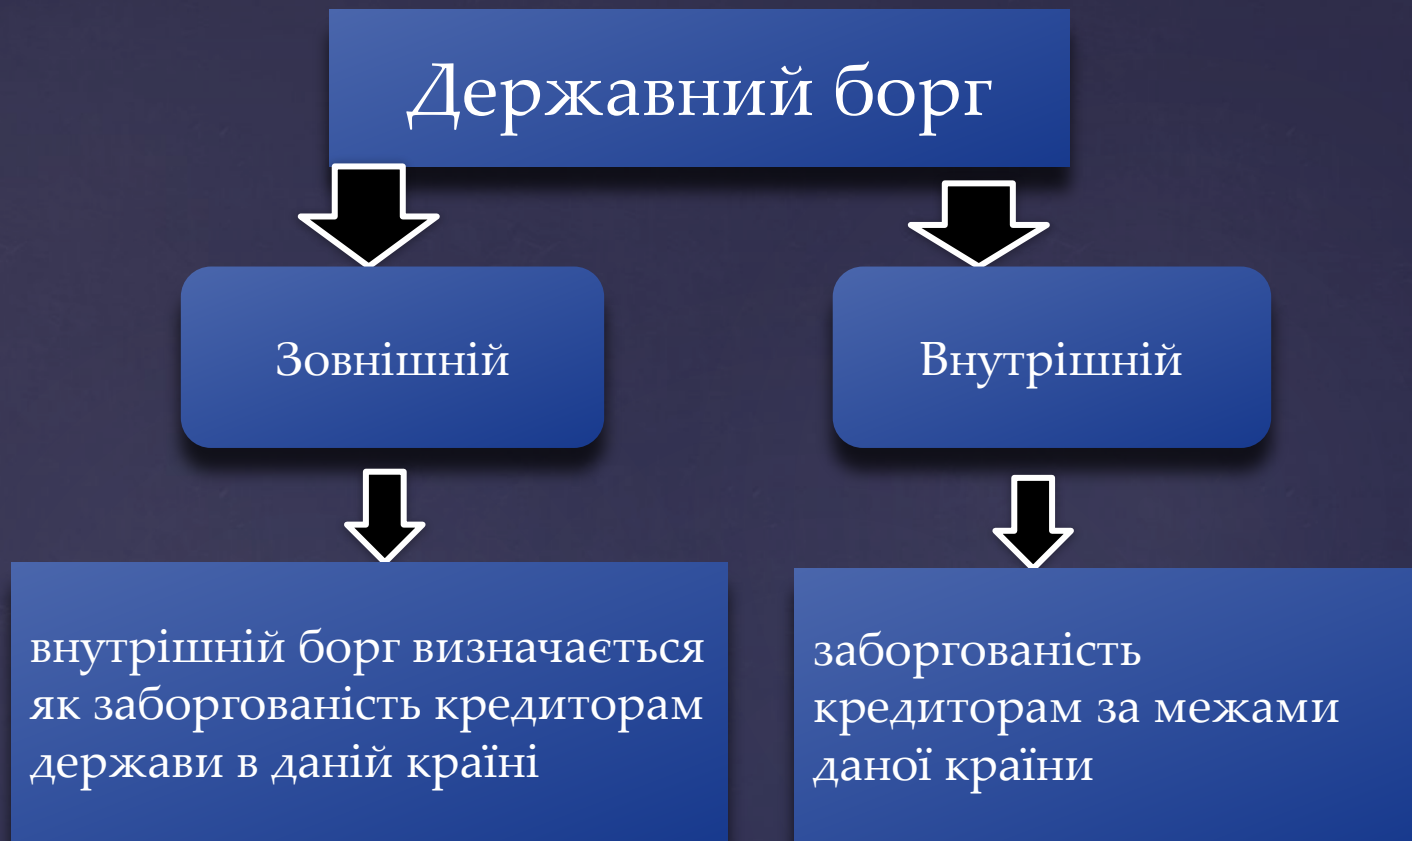 Державний борг
Зовнішній
Внутрішній
внутрішній борг визначається
як заборгованість кредиторам
держави в даній країні
заборгованість
кредиторам за межами
даної країни